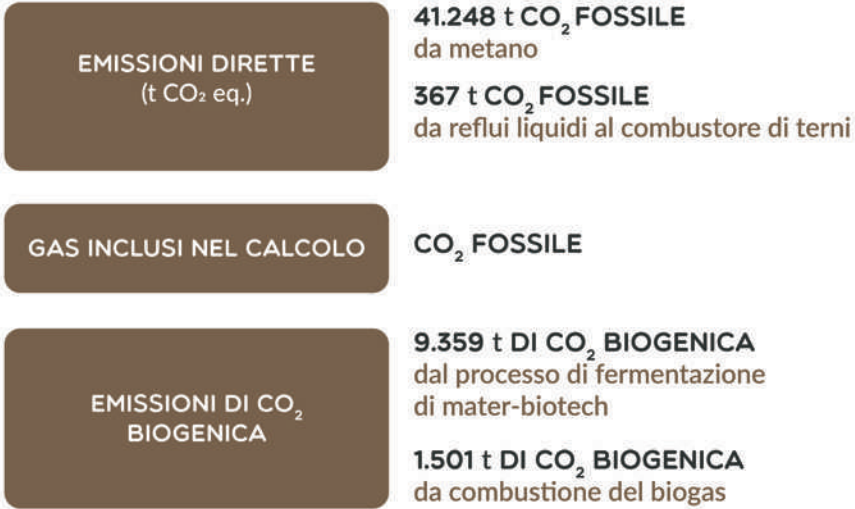 EMISSIONI DIRETTE
(t CO₂ eq.)
41.248 t CO₂ FOSSILE
da metano
367 t CO₂ FOSSILE
da reflui liquidi al combustore di terni
GAS INCLUSI NEL CALCOLO
CO₂ FOSSILE
EMISSIONI DI CO₂
BIOGENICA
9.359 t DI CO₂ BIOGENICA
dal processo di fermentazione
di mater-biotech
1.501 t DI CO₂ BIOGENICA
da combustione del biogas